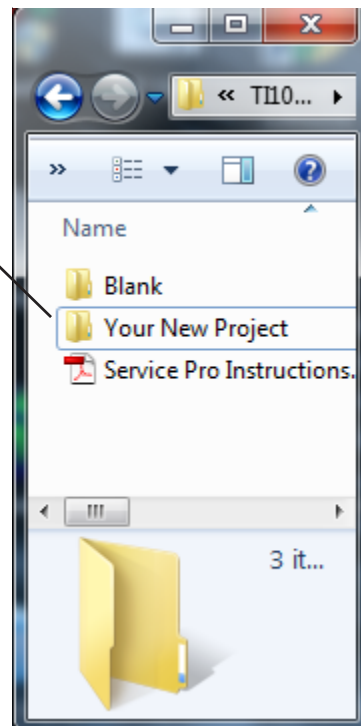 « TI10...
»
Name
Blank
Your New Project
Service Pro Instructions.
3 it...